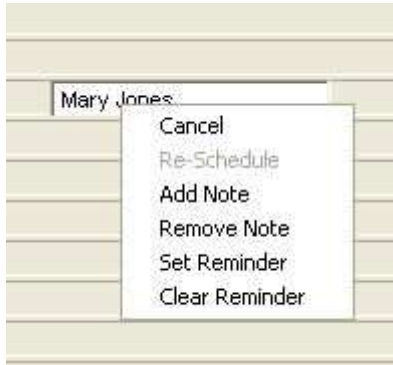 Mary Jones
Cancel
Re-Schedule
Add Note
Remove Note
Set Reminder
Clear Reminder